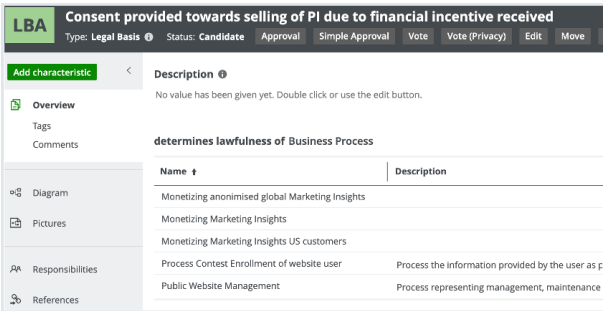 LBA
Consent provided towards selling of PI due to financial incentive received
Type: Legal Basis Status: Candidate Approval Simple Approval Vote Vote (Privacy) Edit Move
Add characteristic
Overview
Tags
Comments
Diagram
Pictures
Responsibilities
References
Description
No value has been given yet. Double click or use the edit button.
determines lawfulness of Business Process
Name ↑ Description
Monetizing anonimised global Marketing Insights
Monetizing Marketing Insights
Monetizing Marketing Insights US customers
Process Contest Enrollment of website user Process the information provided by the user as p
Public Website Management Process representing management, maintenance